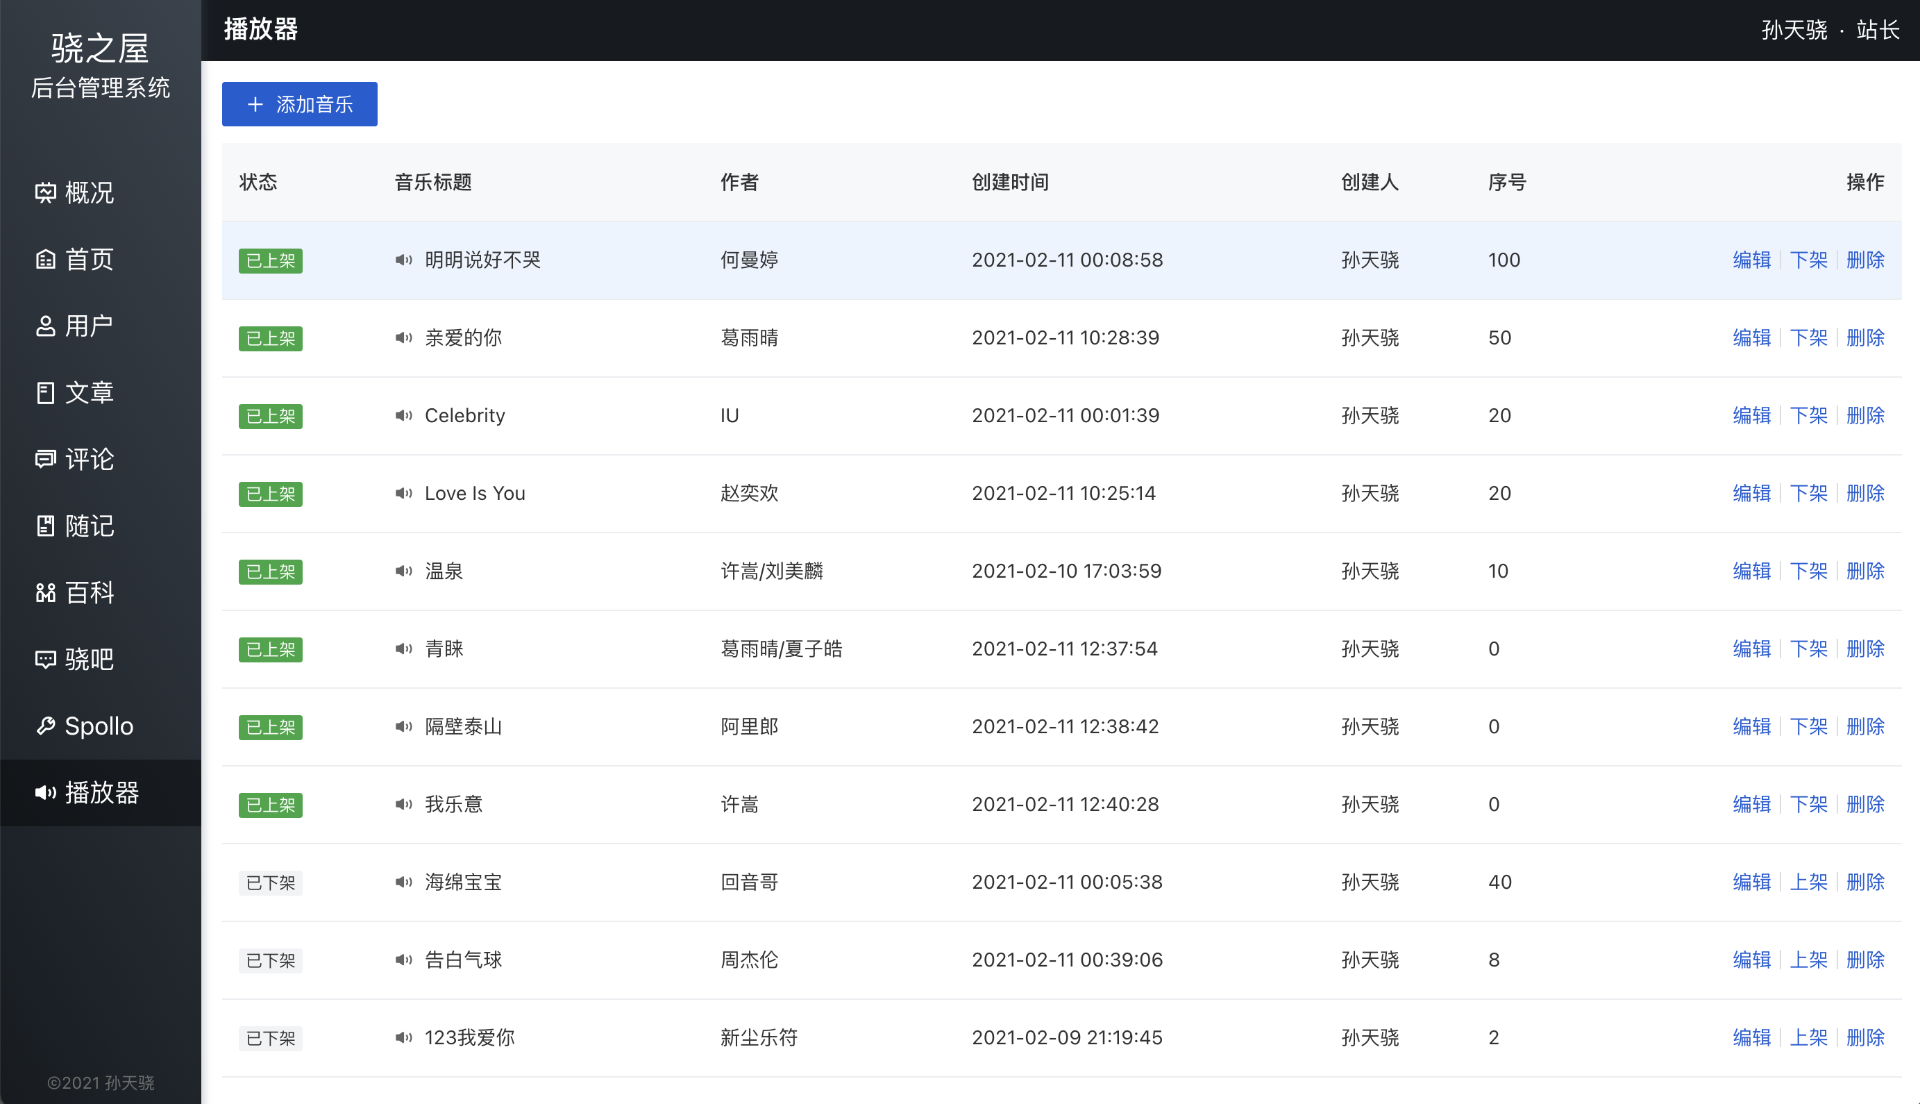 骁之屋
后台管理系统
概况
首页
用户
文章
评论
随记
百科
骁吧
Spollo
播放器
©2021 孙天骁
播放器
孙天骁 · 站长
+ 添加音乐
状态 音乐标题 作者 创建时间 创建人 序号 操作
已上架 明明说好不哭 何曼婷 2021-02-11 00:08:58 孙天骁 100 编辑 下架 删除
已上架 亲爱的你 葛雨晴 2021-02-11 10:28:39 孙天骁 50 编辑 下架 删除
已上架 Celebrity IU 2021-02-11 00:01:39 孙天骁 20 编辑 下架 删除
已上架 Love Is You 赵奕欢 2021-02-11 10:25:14 孙天骁 20 编辑 下架 删除
已上架 温泉 许嵩/刘美麟 2021-02-10 17:03:59 孙天骁 10 编辑 下架 删除
已上架 青睐 葛雨晴/夏子皓 2021-02-11 12:37:54 孙天骁 0 编辑 下架 删除
已上架 隔壁泰山 阿里郎 2021-02-11 12:38:42 孙天骁 0 编辑 下架 删除
已上架 我乐意 许嵩 2021-02-11 12:40:28 孙天骁 0 编辑 下架 删除
已下架 海绵宝宝 回音哥 2021-02-11 00:05:38 孙天骁 40 编辑 上架 删除
已下架 告白气球 周杰伦 2021-02-11 00:39:06 孙天骁 8 编辑 上架 删除
已下架 123我爱你 新尘乐符 2021-02-09 21:19:45 孙天骁 2 编辑 上架 删除